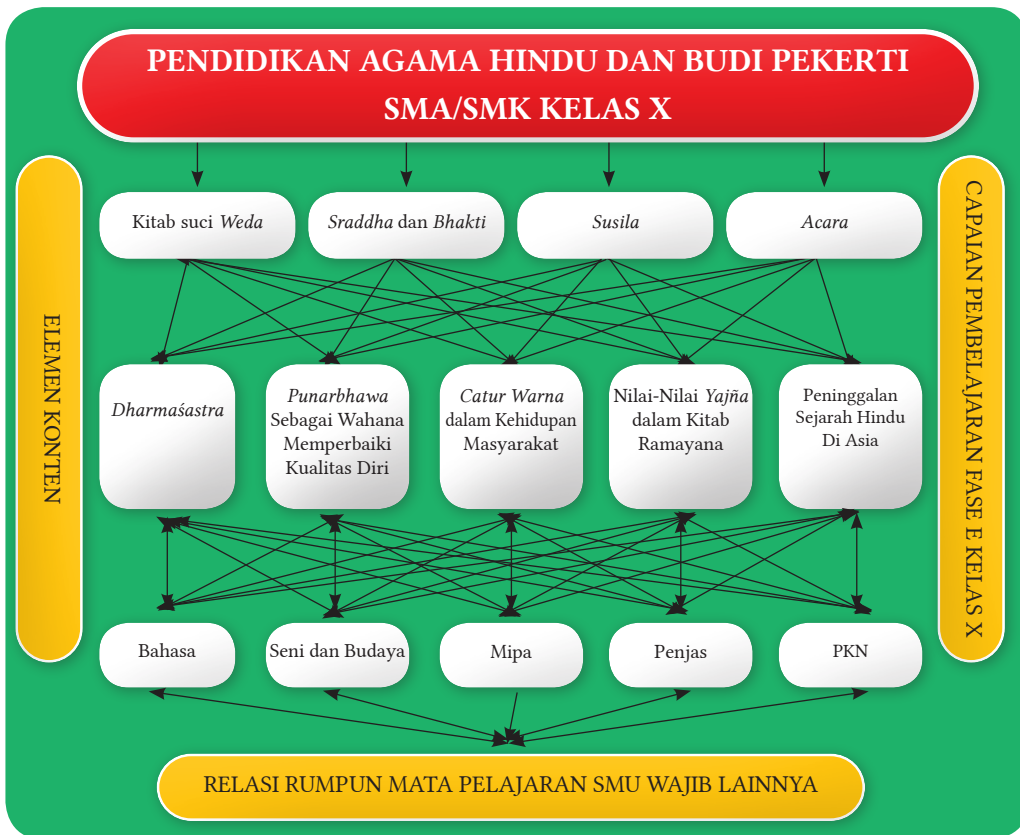 PENDIDIKAN AGAMA HINDU DAN BUDI PEKERTI
SMA/SMK KELAS X
ELEMEN KONTEN
CAPAIAN PEMBELAJARAN FASE E KELAS X
Kitab suci Weda
Sraddha dan Bhakti
Susila
Acara
Dharmaśastra
Punarbhawa
Sebagai Wahana
Memperbaiki
Kualitas Diri
Catur Warna
dalam Kehidupan
Masyarakat
Nilai-Nilai Yajña
dalam Kitab
Ramayana
Peninggalan
Sejarah Hindu
Di Asia
Bahasa
Seni dan Budaya
Mipa
Penjas
PKN
RELASI RUMPUN MATA PELAJARAN SMU WAJIB LAINNYA